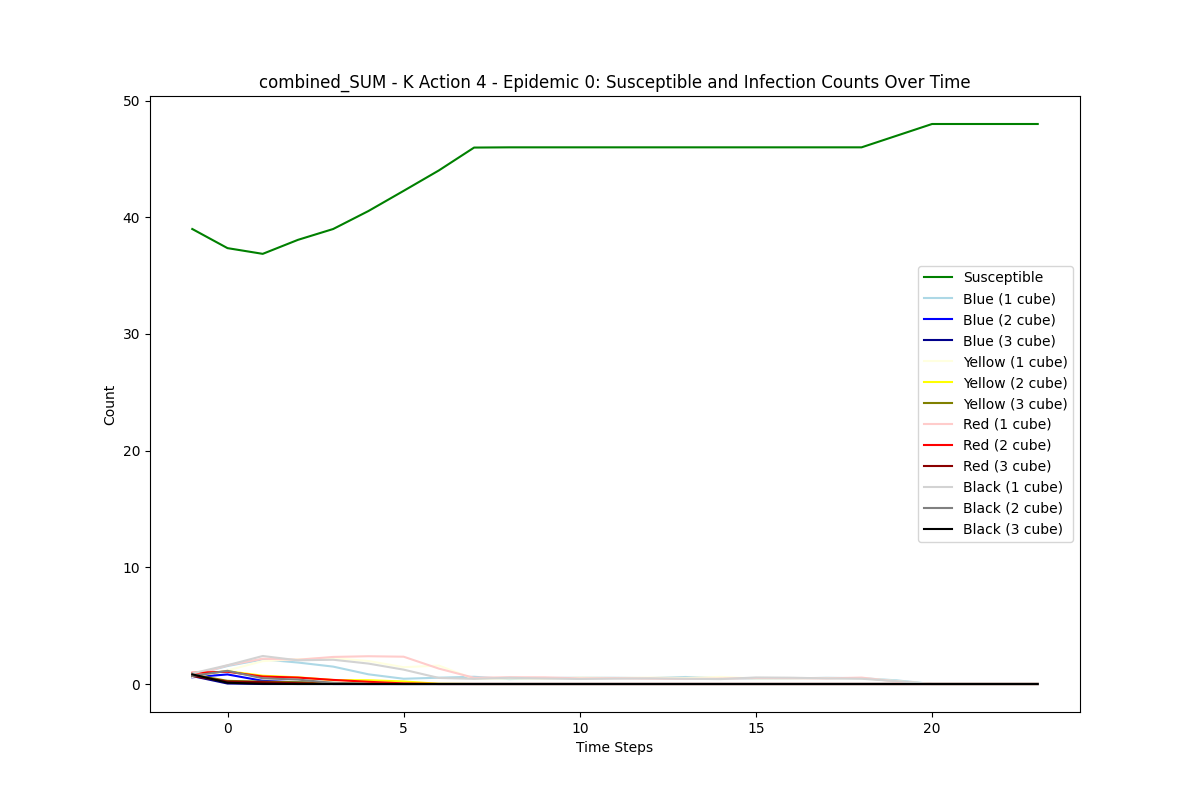 combined_SUM - K Action 4 - Epidemic 0: Susceptible and Infection Counts Over Time
50
40
30
20
10
0
Count
Susceptible
Blue (1 cube)
Blue (2 cube)
Blue (3 cube)
Yellow (1 cube)
Yellow (2 cube)
Yellow (3 cube)
Red (1 cube)
Red (2 cube)
Red (3 cube)
Black (1 cube)
Black (2 cube)
Black (3 cube)
0 5 10 15 20
Time Steps